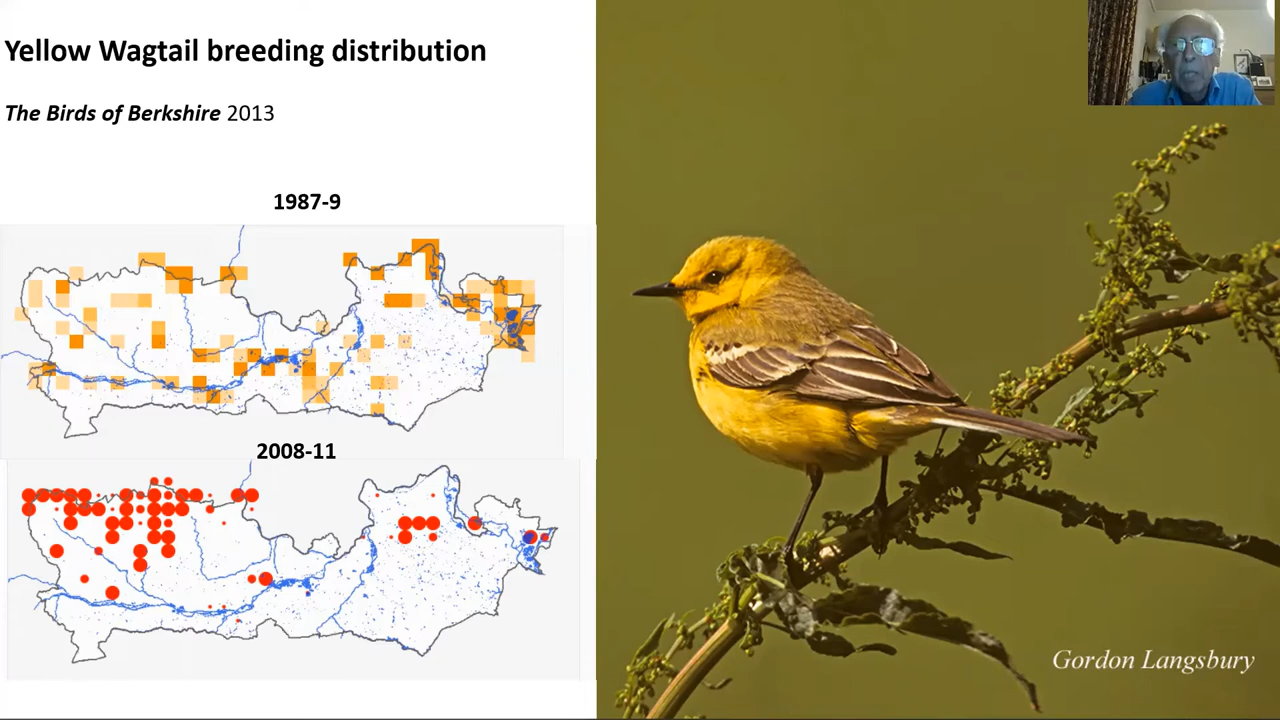 Yellow Wagtail breeding distribution
The Birds of Berkshire 2013
1987-9
2008-11
Gordon Langsbury